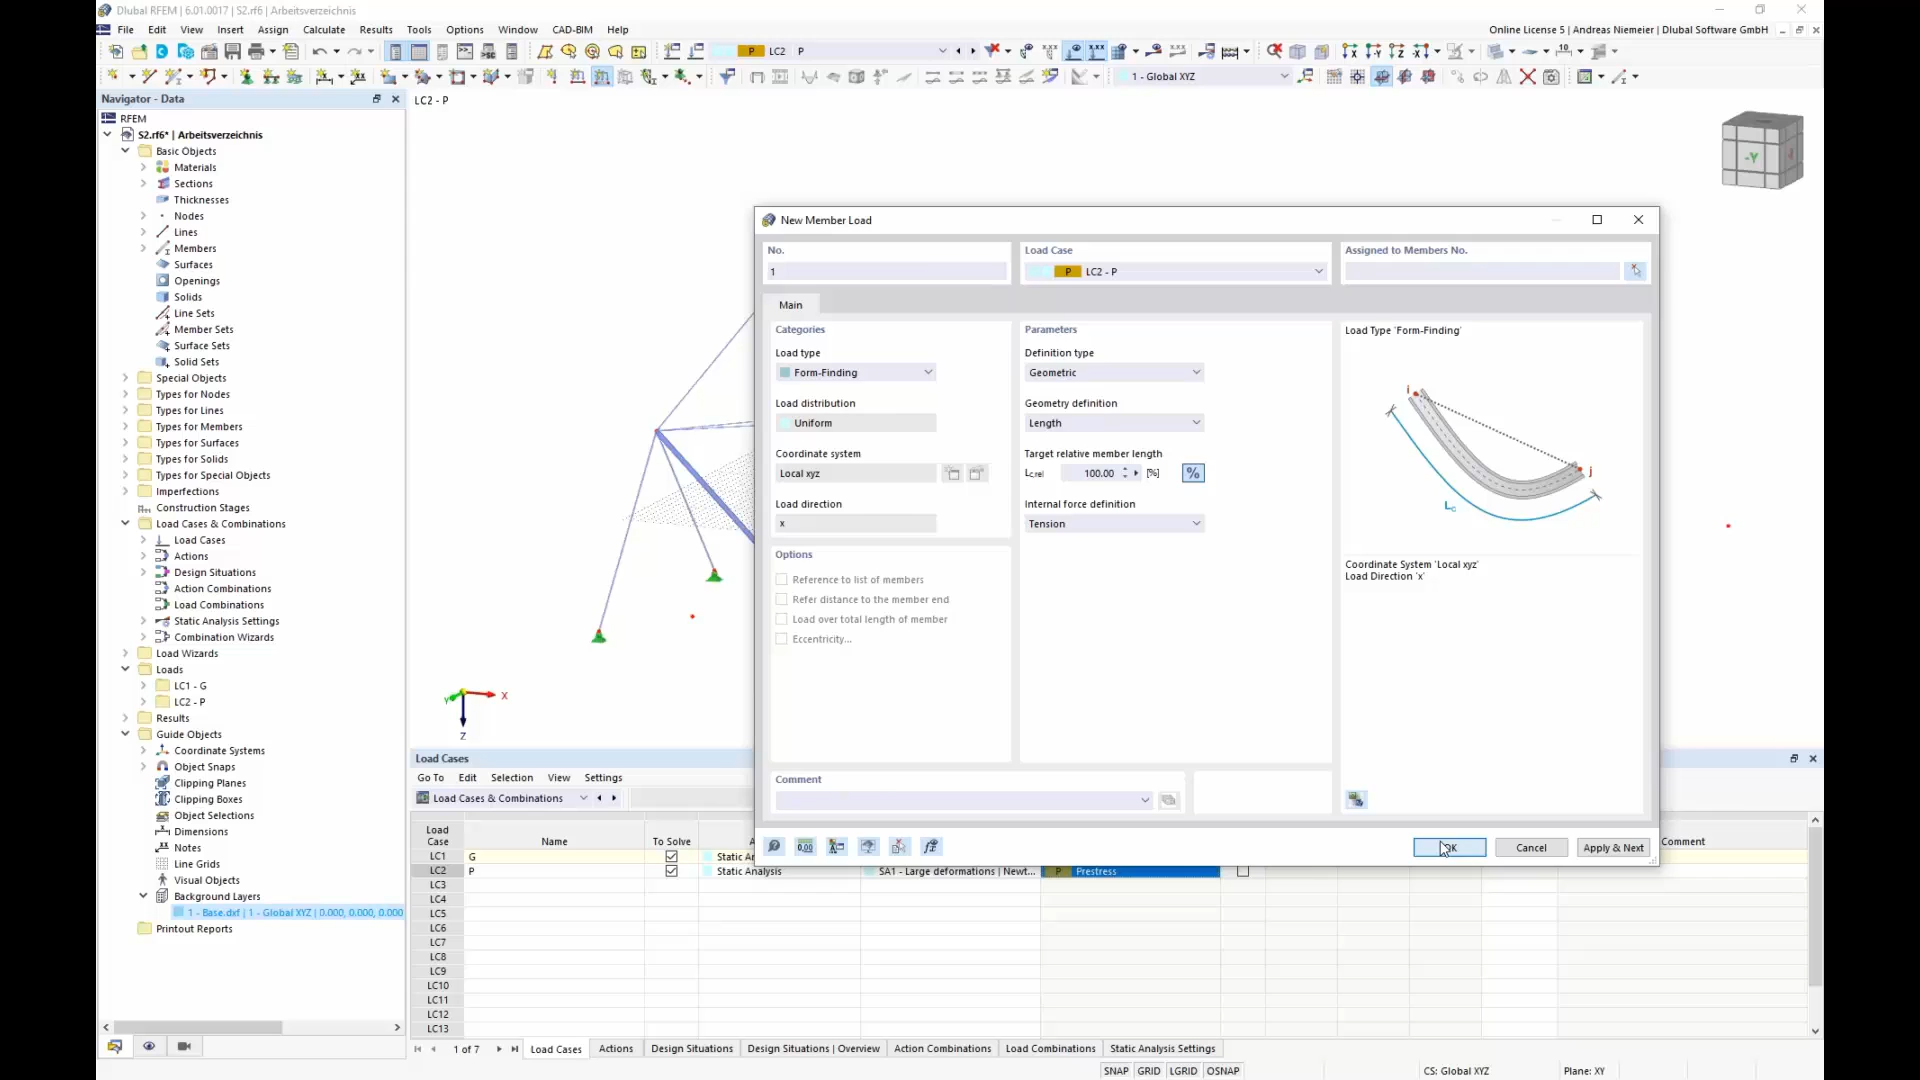 Dlubal RFEM | 6.01.0017 | S2.rf6 | Arbeitsverzeichnis
File Edit View Insert Assign Calculate Results Tools Options Window CAD-BIM Help
Online License 5 | Andreas Niemeier | Dlubal Software GmbH
P LC2 P
1 - Global XYZ
Navigator - Data
RFEM
S2.rf6* | Arbeitsverzeichnis
Basic Objects
Materials
Sections
Thicknesses
Nodes
Lines
Members
Surfaces
Openings
Solids
Line Sets
Member Sets
Surface Sets
Solid Sets
Special Objects
Types for Nodes
Types for Lines
Types for Members
Types for Surfaces
Types for Solids
Types for Special Objects
Imperfections
Construction Stages
Load Cases & Combinations
Load Cases
Actions
Design Situations
Action Combinations
Load Combinations
Static Analysis Settings
Combination Wizards
Load Wizards
Loads
LC1 - G
LC2 - P
Results
Guide Objects
Coordinate Systems
Object Snaps
Clipping Planes
Clipping Boxes
Object Selections
Dimensions
Notes
Line Grids
Visual Objects
Background Layers
1 - Base.dxf | 1 - Global XYZ | 0.000, 0.000, 0.000
Printout Reports
LC2 - P
-Y
X
Y
Z
New Member Load
No.
1
Load Case
P LC2 - P
Assigned to Members No.
Main
Categories
Load type
Form-Finding
Load distribution
Uniform
Coordinate system
Local xyz
Load direction
x
Options
Reference to list of members
Refer distance to the member end
Load over total length of member
Eccentricity...
Parameters
Definition type
Geometric
Geometry definition
Length
Target relative member length
Lc,rel 100.00 [%] %
Internal force definition
Tension
Load Type 'Form-Finding'
i
j
Lc
Coordinate System 'Local xyz'
Load Direction 'x'
Comment
OK Cancel Apply & Next
Load Cases
Go To Edit Selection View Settings
Load Cases & Combinations
Load Case Name To Solve Comment
LC1 G Static An
LC2 P Static Analysis SA1 - Large deformations | Newt... P Prestress
LC3
LC4
LC5
LC6
LC7
LC8
LC9
LC10
LC11
LC12
LC13
1 of 7 Load Cases Actions Design Situations Design Situations | Overview Action Combinations Load Combinations Static Analysis Settings
SNAP GRID LGRID OSNAP CS: Global XYZ Plane: XY